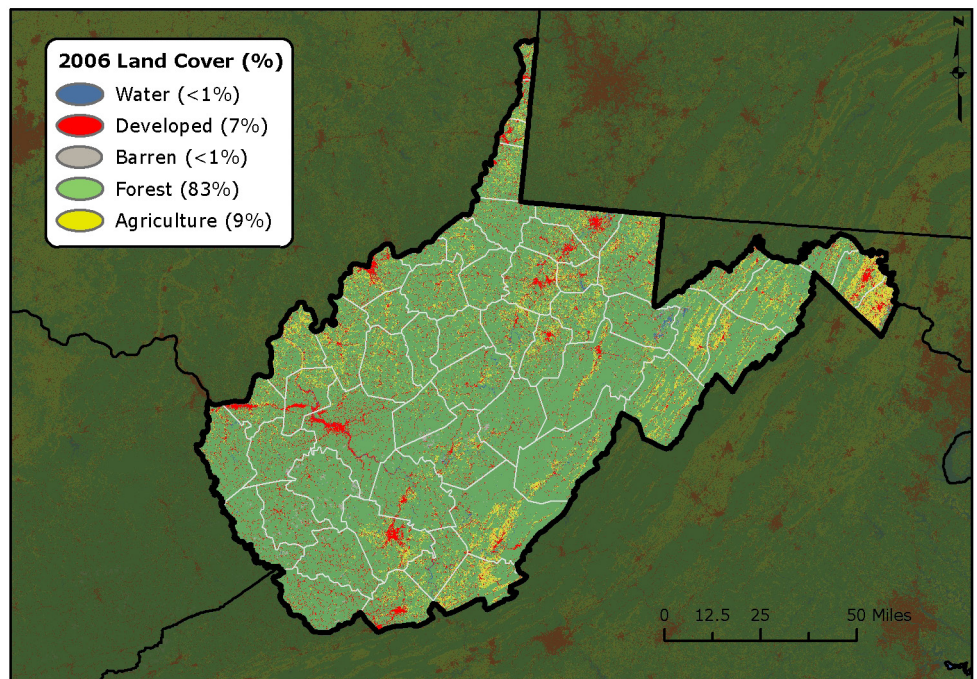 2006 Land Cover (%)
Water (<1%)
Developed (7%)
Barren (<1%)
Forest (83%)
Agriculture (9%)
N
0 12.5 25 50 Miles